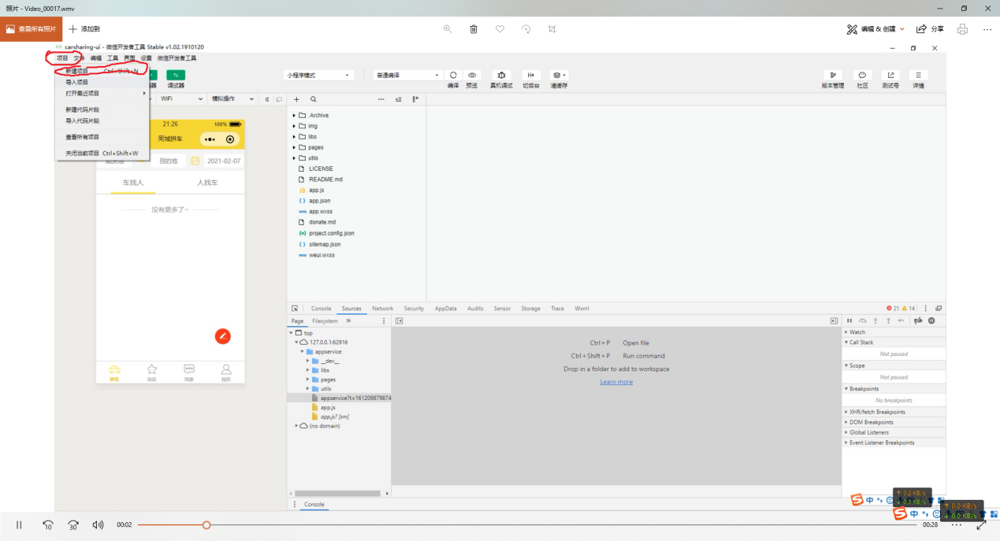 照片 - Video_00017.wmv
查看所有照片
添加到
编辑 & 创建
分享
carsharing-ui - 微信开发者工具 Stable v1.02.1910120
项目 文件 编辑 工具 界面 设置 微信开发者工具
新建项目 Ctrl+Shift+N
导入项目
打开最近项目
新建代码片段
导入代码片段
查看所有项目
关闭当前项目 Ctrl+Shift+W
调试器
小程序模式
普通编译
编译 预览 真机调试 切后台 清缓存
版本管理 社区 测试号 详情
WiFi
模拟操作
21:26
100%
同城拼车
目的地
2021-02-07
车找人
人找车
没有更多了~
拼车 动态 消息 我的
.Archive
img
libs
pages
utils
LICENSE
README.md
JS app.js
{ } app.json
wxss app.wxss
donate.md
{o} project.config.json
{ } sitemap.json
wxss weui.wxss
Console Sources Network Security AppData Audits Sensor Storage Trace Wxml
21 14
Page Filesystem »
top
127.0.0.1:62916
appservice
__dev__
libs
pages
utils
appservice?t=161209879874
app.js
app.js? [sm]
(no domain)
Ctrl + P Open file
Ctrl + Shift + P Run command
Drop in a folder to add to workspace
Learn more
Watch
Call Stack
Not paused
Scope
Not paused
Breakpoints
No breakpoints
XHR/fetch Breakpoints
DOM Breakpoints
Global Listeners
Event Listener Breakpoints
Console
中
↑ 0.2 KB/s
中
↑ 0.0 KB/s
↓ 0.0 KB/s
10
30
00:02
00:28